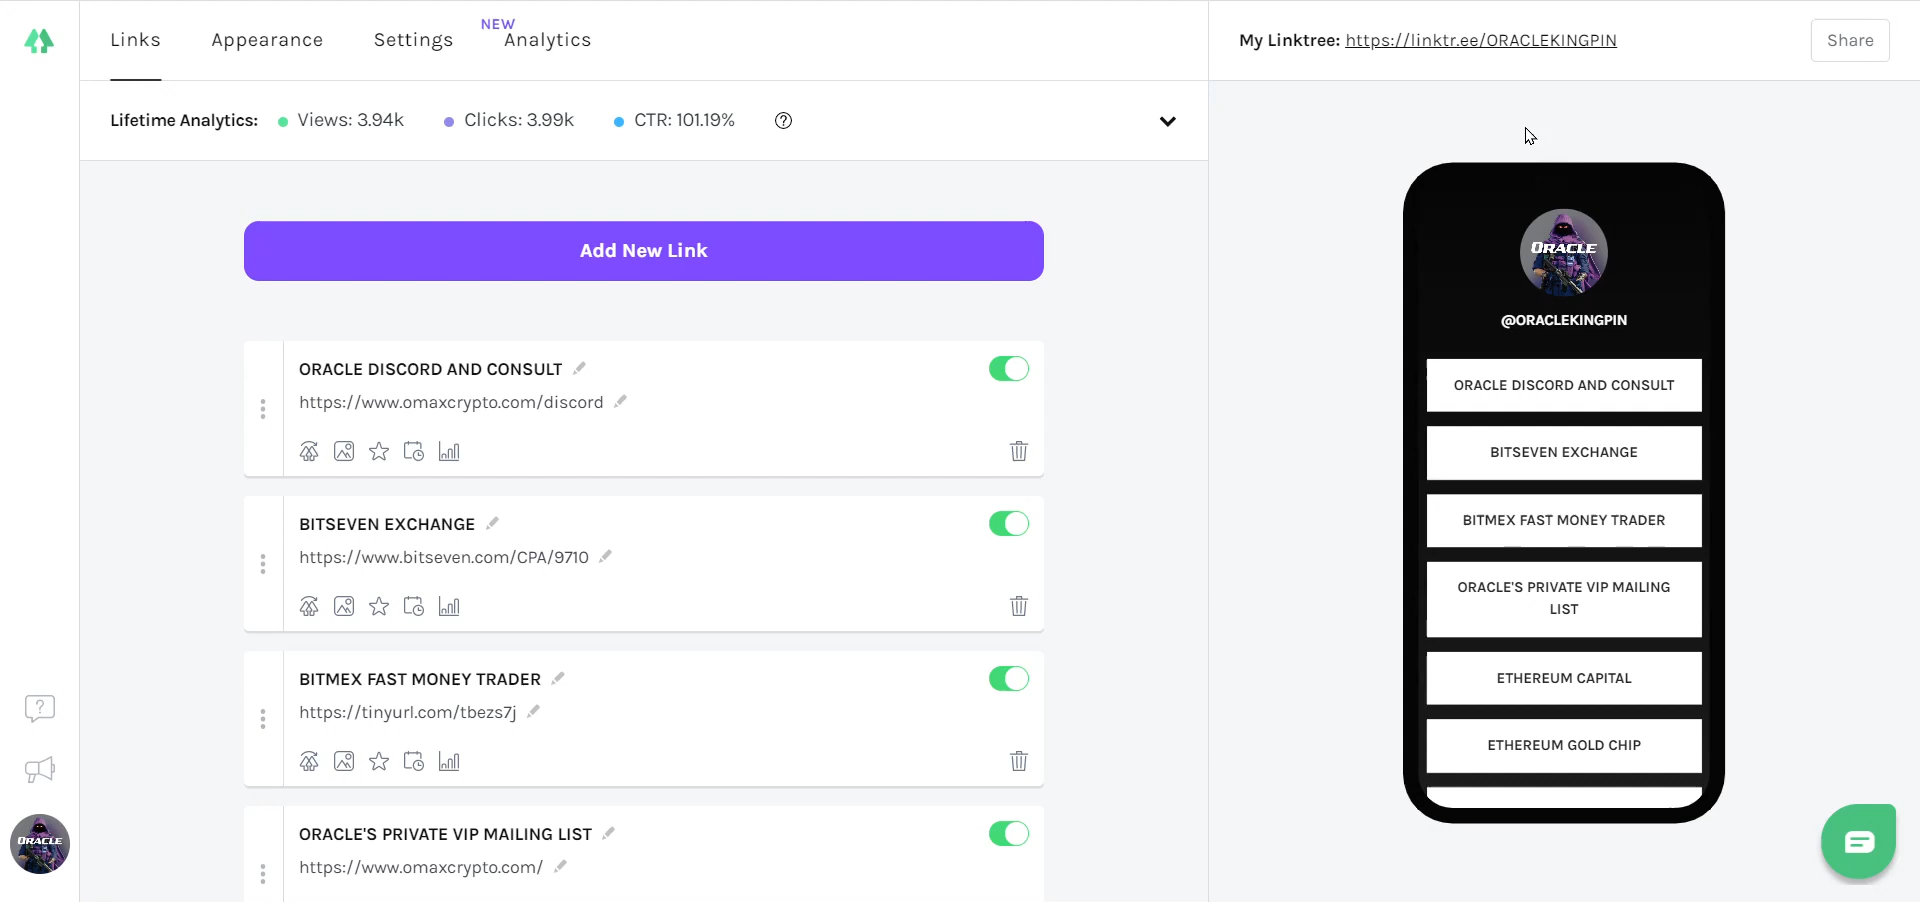 Links
Appearance
Settings
NEW
Analytics
My Linktree: https://linktr.ee/ORACLEKINGPIN
Share
Lifetime Analytics:
Views: 3.94k
Clicks: 3.99k
CTR: 101.19%
?
Add New Link
ORACLE DISCORD AND CONSULT
https://www.omaxcrypto.com/discord
BITSEVEN EXCHANGE
https://www.bitseven.com/CPA/9710
BITMEX FAST MONEY TRADER
https://tinyurl.com/tbezs7j
ORACLE'S PRIVATE VIP MAILING LIST
https://www.omaxcrypto.com/
ORACLE
@ORACLEKINGPIN
ORACLE DISCORD AND CONSULT
BITSEVEN EXCHANGE
BITMEX FAST MONEY TRADER
ORACLE'S PRIVATE VIP MAILING
LIST
ETHEREUM CAPITAL
ETHEREUM GOLD CHIP
?
ORACLE